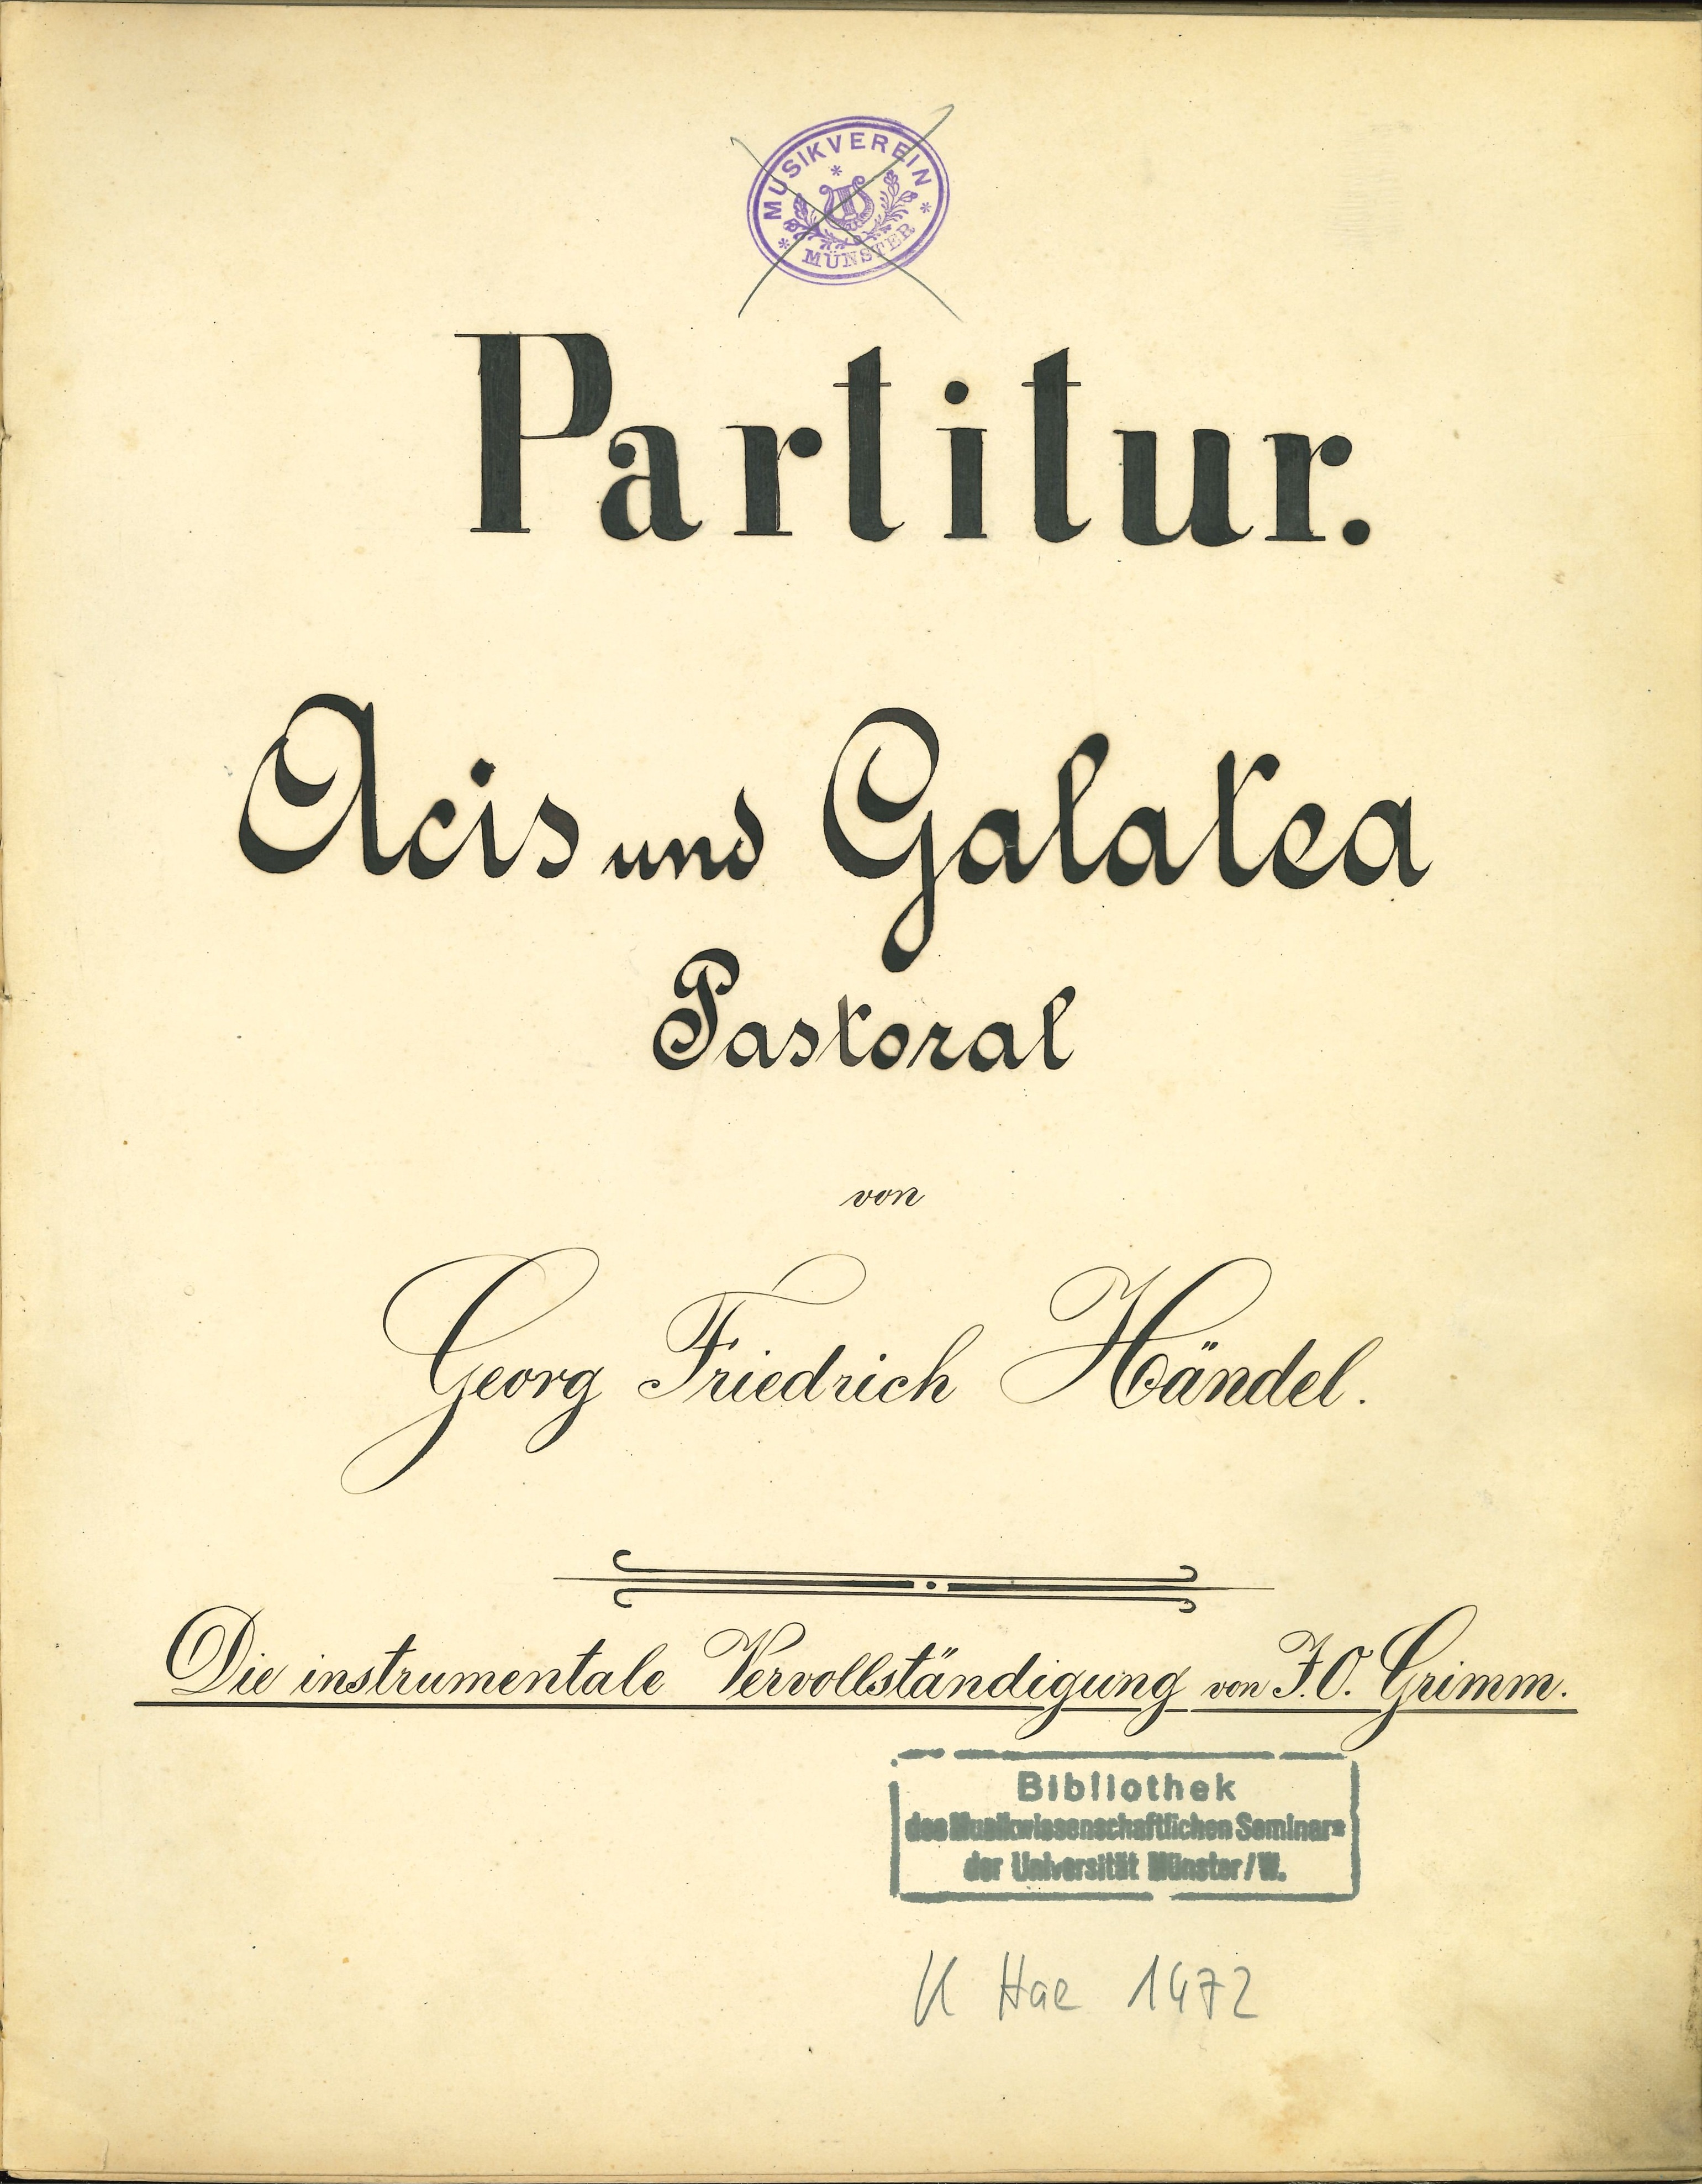 MUSIKVEREIN
MÜNSTER
Partitur.
Acis und Galatea
Pastoral
von
Georg Friedrich Händel.
Die instrumentale Vervollständigung von J. O. Grimm.
Bibliothek
des Musikwissenschaftlichen Seminars
der Universität Münster/W.
K Hae 1472